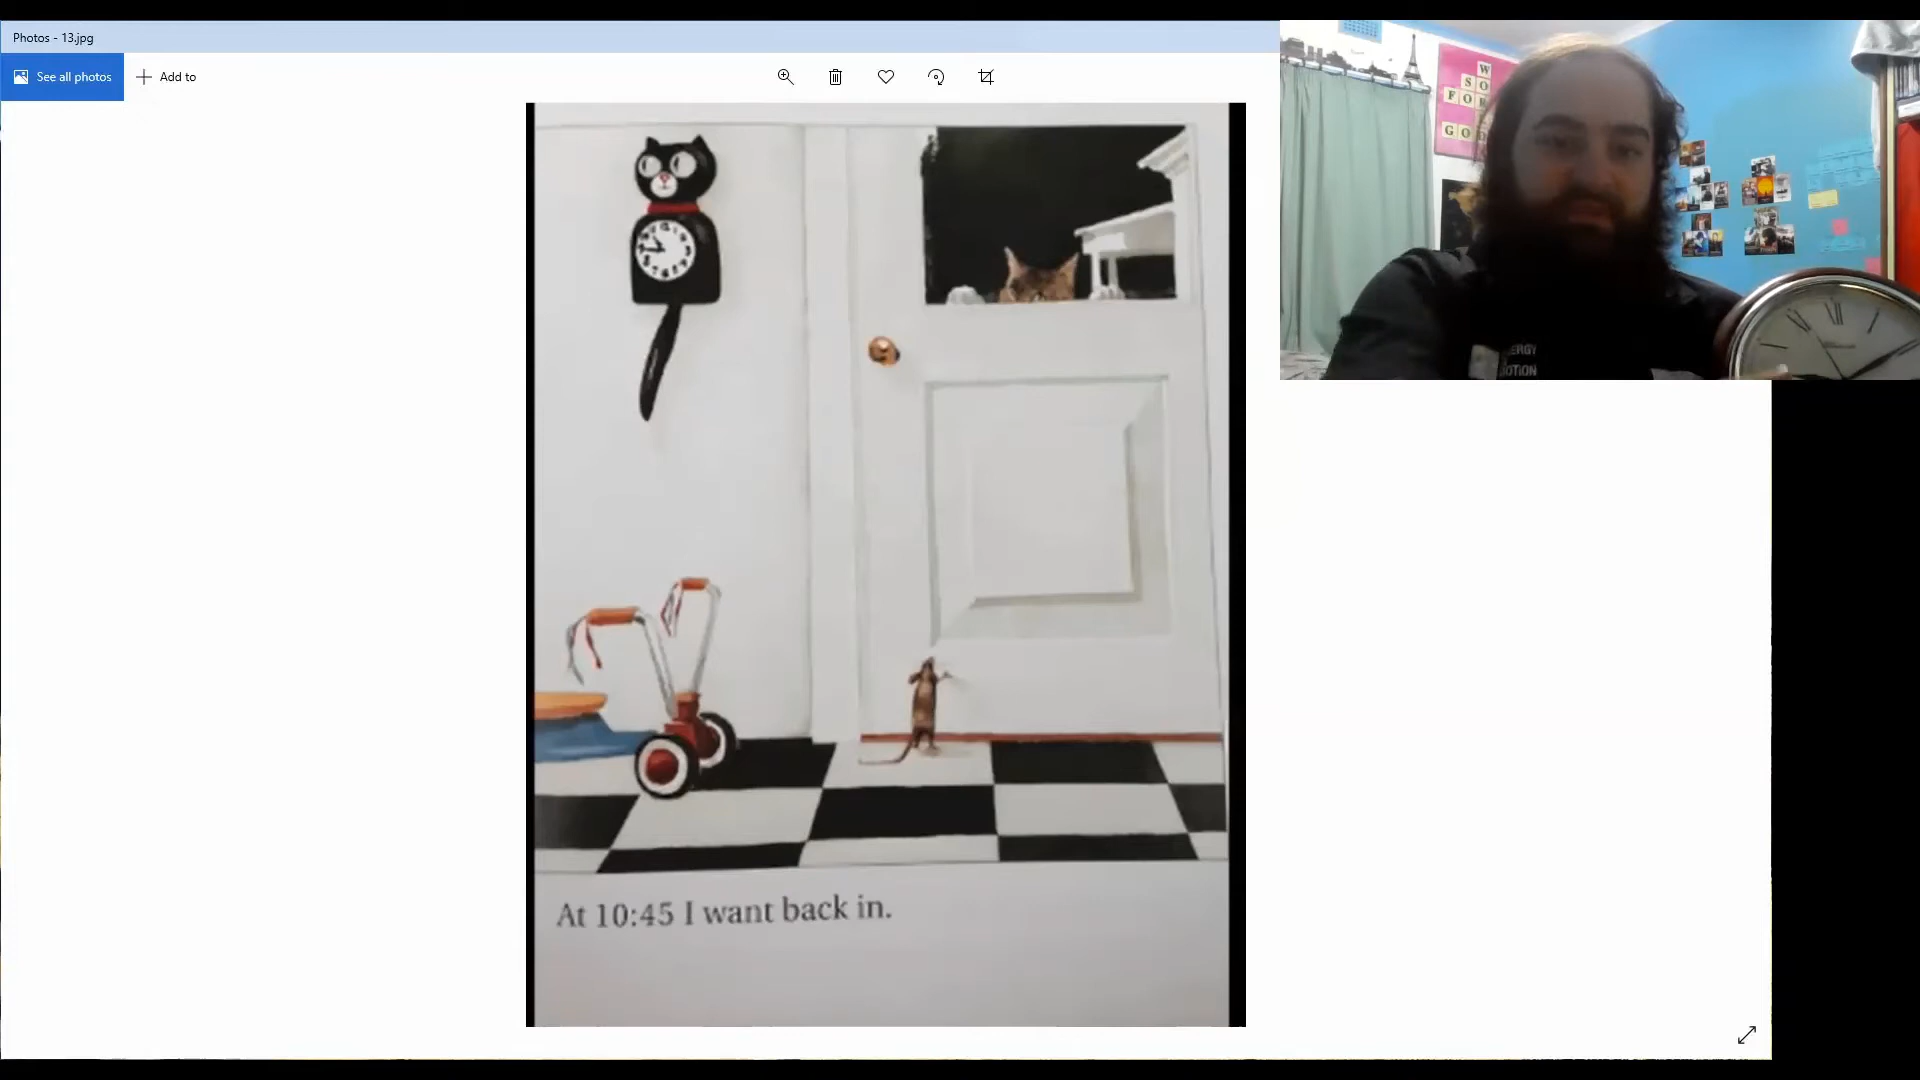 Photos - 13.jpg
See all photos
Add to
At 10:45 I want back in.